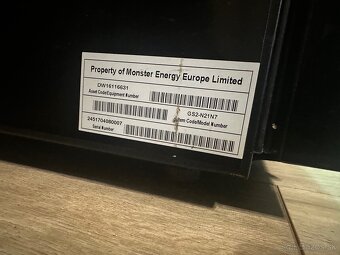 Property of Monster Energy Europe Limited
DW16116631
Asset Code/Equipment Number
GS2-N21N7
Item Code/Model Number
2451704080007
Serial Number